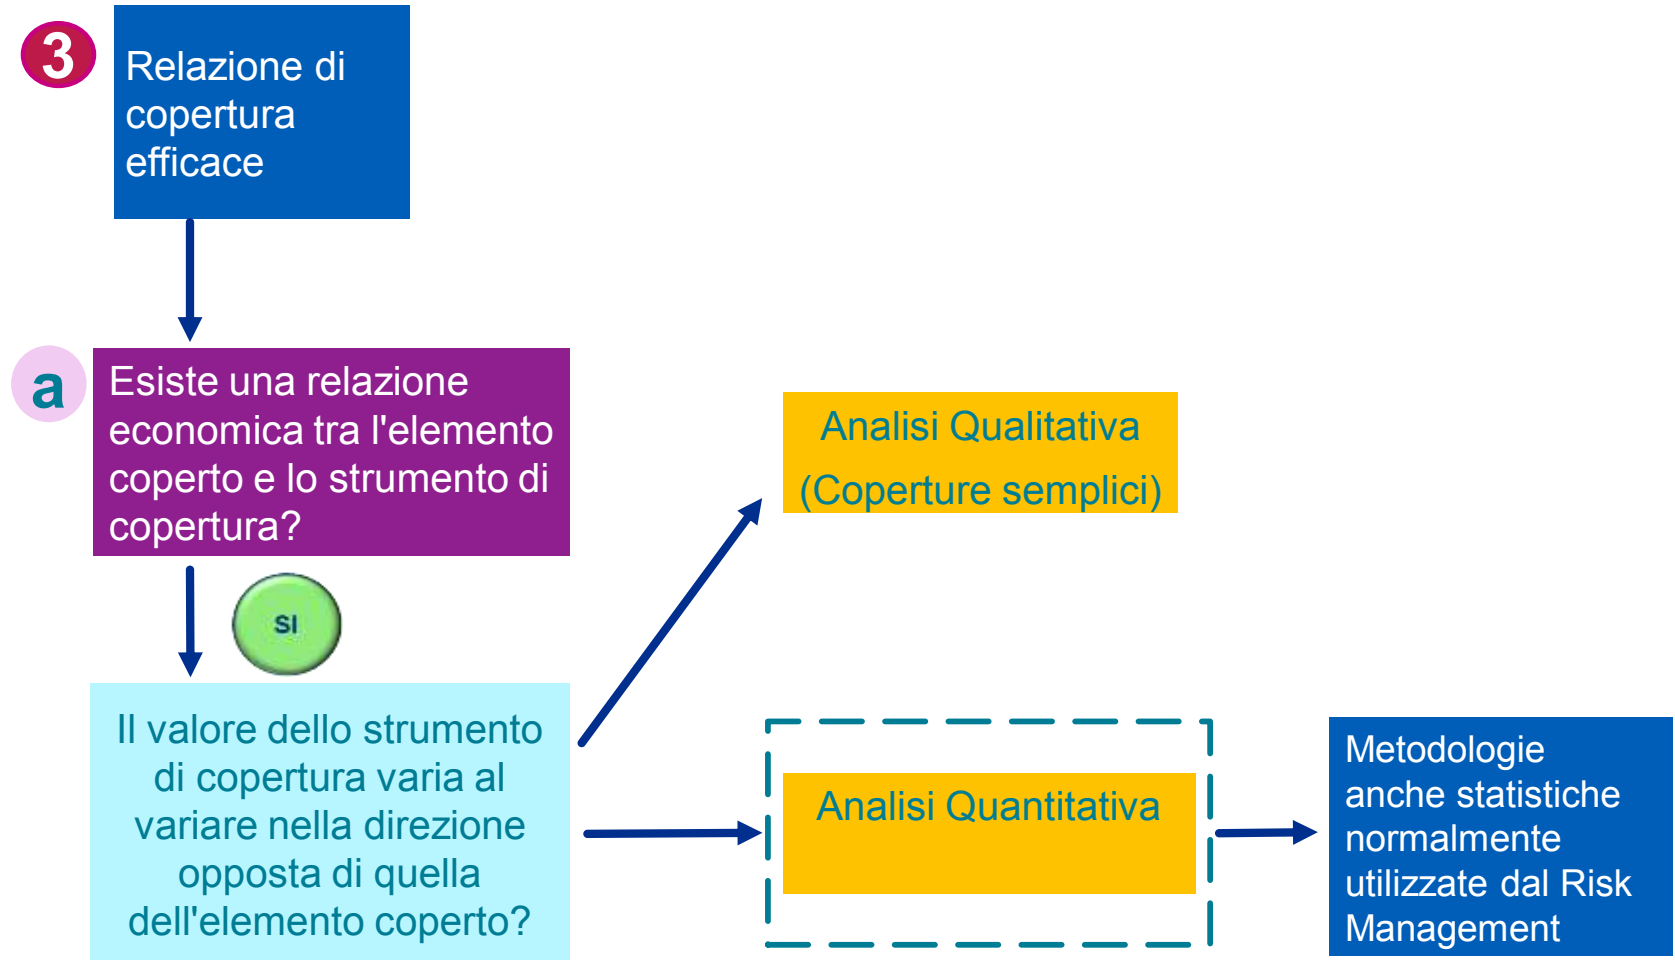 3
Relazione di
copertura
efficace
a
Esiste una relazione
economica tra l'elemento
coperto e lo strumento di
copertura?
SI
Analisi Qualitativa
(Coperture semplici)
Il valore dello strumento
di copertura varia al
variare nella direzione
opposta di quella
dell'elemento coperto?
Analisi Quantitativa
Metodologie
anche statistiche
normalmente
utilizzate dal Risk
Management